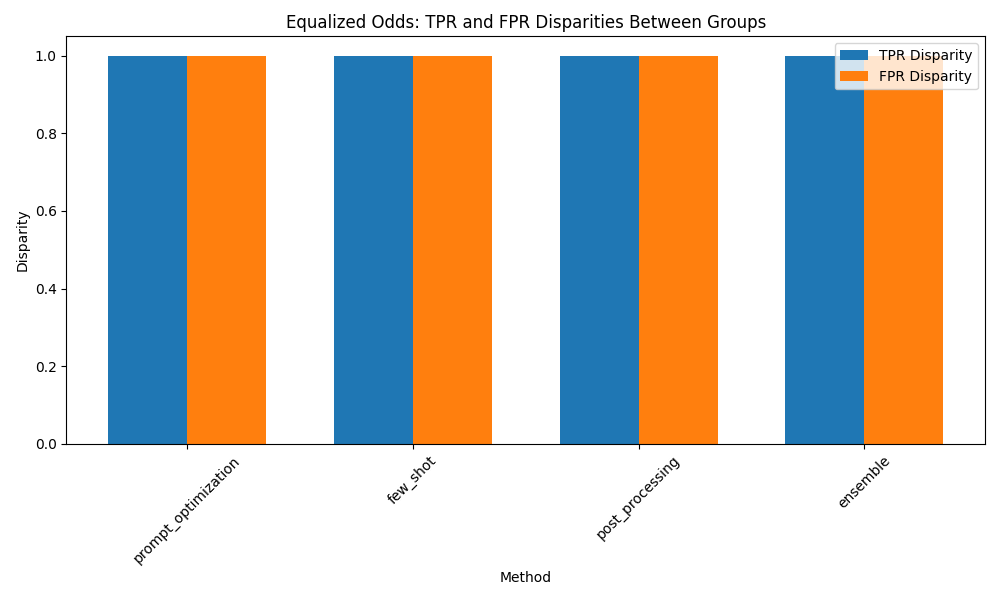 Equalized Odds: TPR and FPR Disparities Between Groups
TPR Disparity
FPR Disparity
Disparity
1.0
0.8
0.6
0.4
0.2
0.0
prompt_optimization
few_shot
post_processing
ensemble
Method